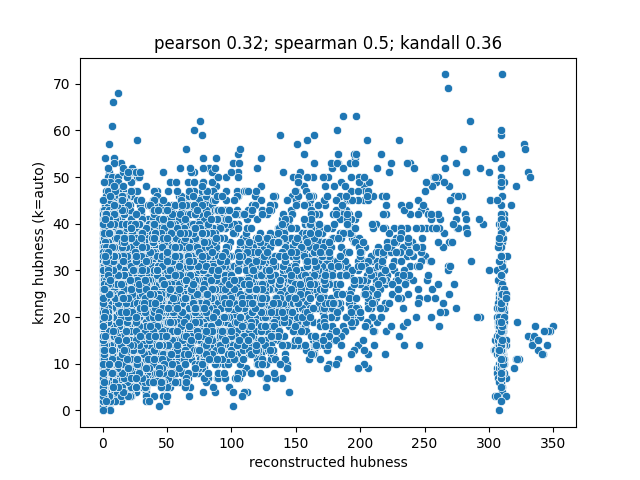 pearson 0.32; spearman 0.5; kandall 0.36
knng hubness (k=auto)
70
60
50
40
30
20
10
0
0 50 100 150 200 250 300 350
reconstructed hubness